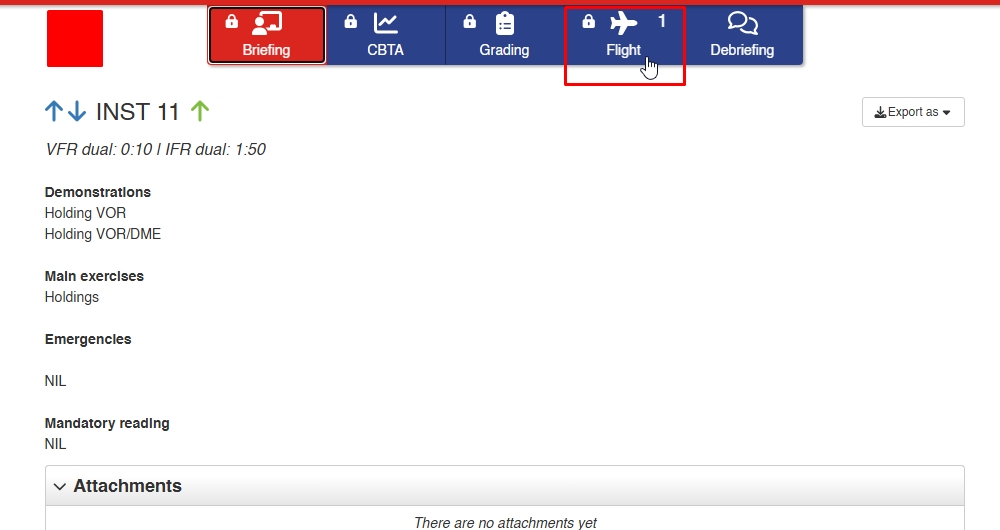 Briefing
CBTA
Grading
1
Flight
Debriefing
INST 11
Export as
VFR dual: 0:10 | IFR dual: 1:50
Demonstrations
Holding VOR
Holding VOR/DME
Main exercises
Holdings
Emergencies
NIL
Mandatory reading
NIL
Attachments
There are no attachments yet